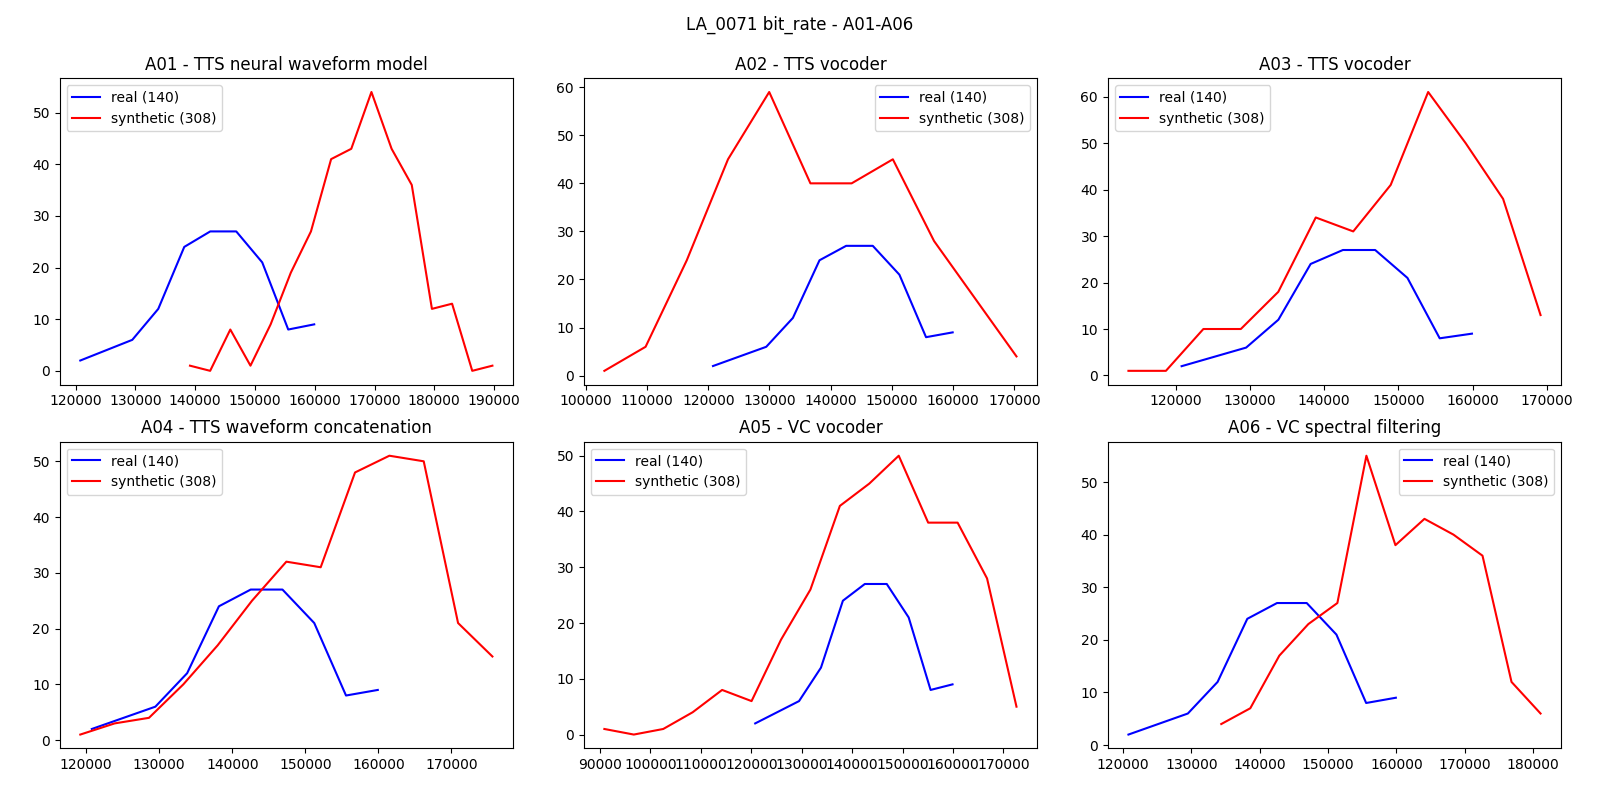 LA_0071 bit_rate - A01-A06
A01 - TTS neural waveform model
real (140)
synthetic (308)
50
40
30
20
10
0
120000 130000 140000 150000 160000 170000 180000 190000
A02 - TTS vocoder
real (140)
synthetic (308)
60
50
40
30
20
10
0
100000 110000 120000 130000 140000 150000 160000 170000
A03 - TTS vocoder
real (140)
synthetic (308)
60
50
40
30
20
10
0
120000 130000 140000 150000 160000 170000
A04 - TTS waveform concatenation
real (140)
synthetic (308)
50
40
30
20
10
0
120000 130000 140000 150000 160000 170000
A05 - VC vocoder
real (140)
synthetic (308)
50
40
30
20
10
0
90000 100000 110000 120000 130000 140000 150000 160000 170000
A06 - VC spectral filtering
real (140)
synthetic (308)
50
40
30
20
10
0
120000 130000 140000 150000 160000 170000 180000